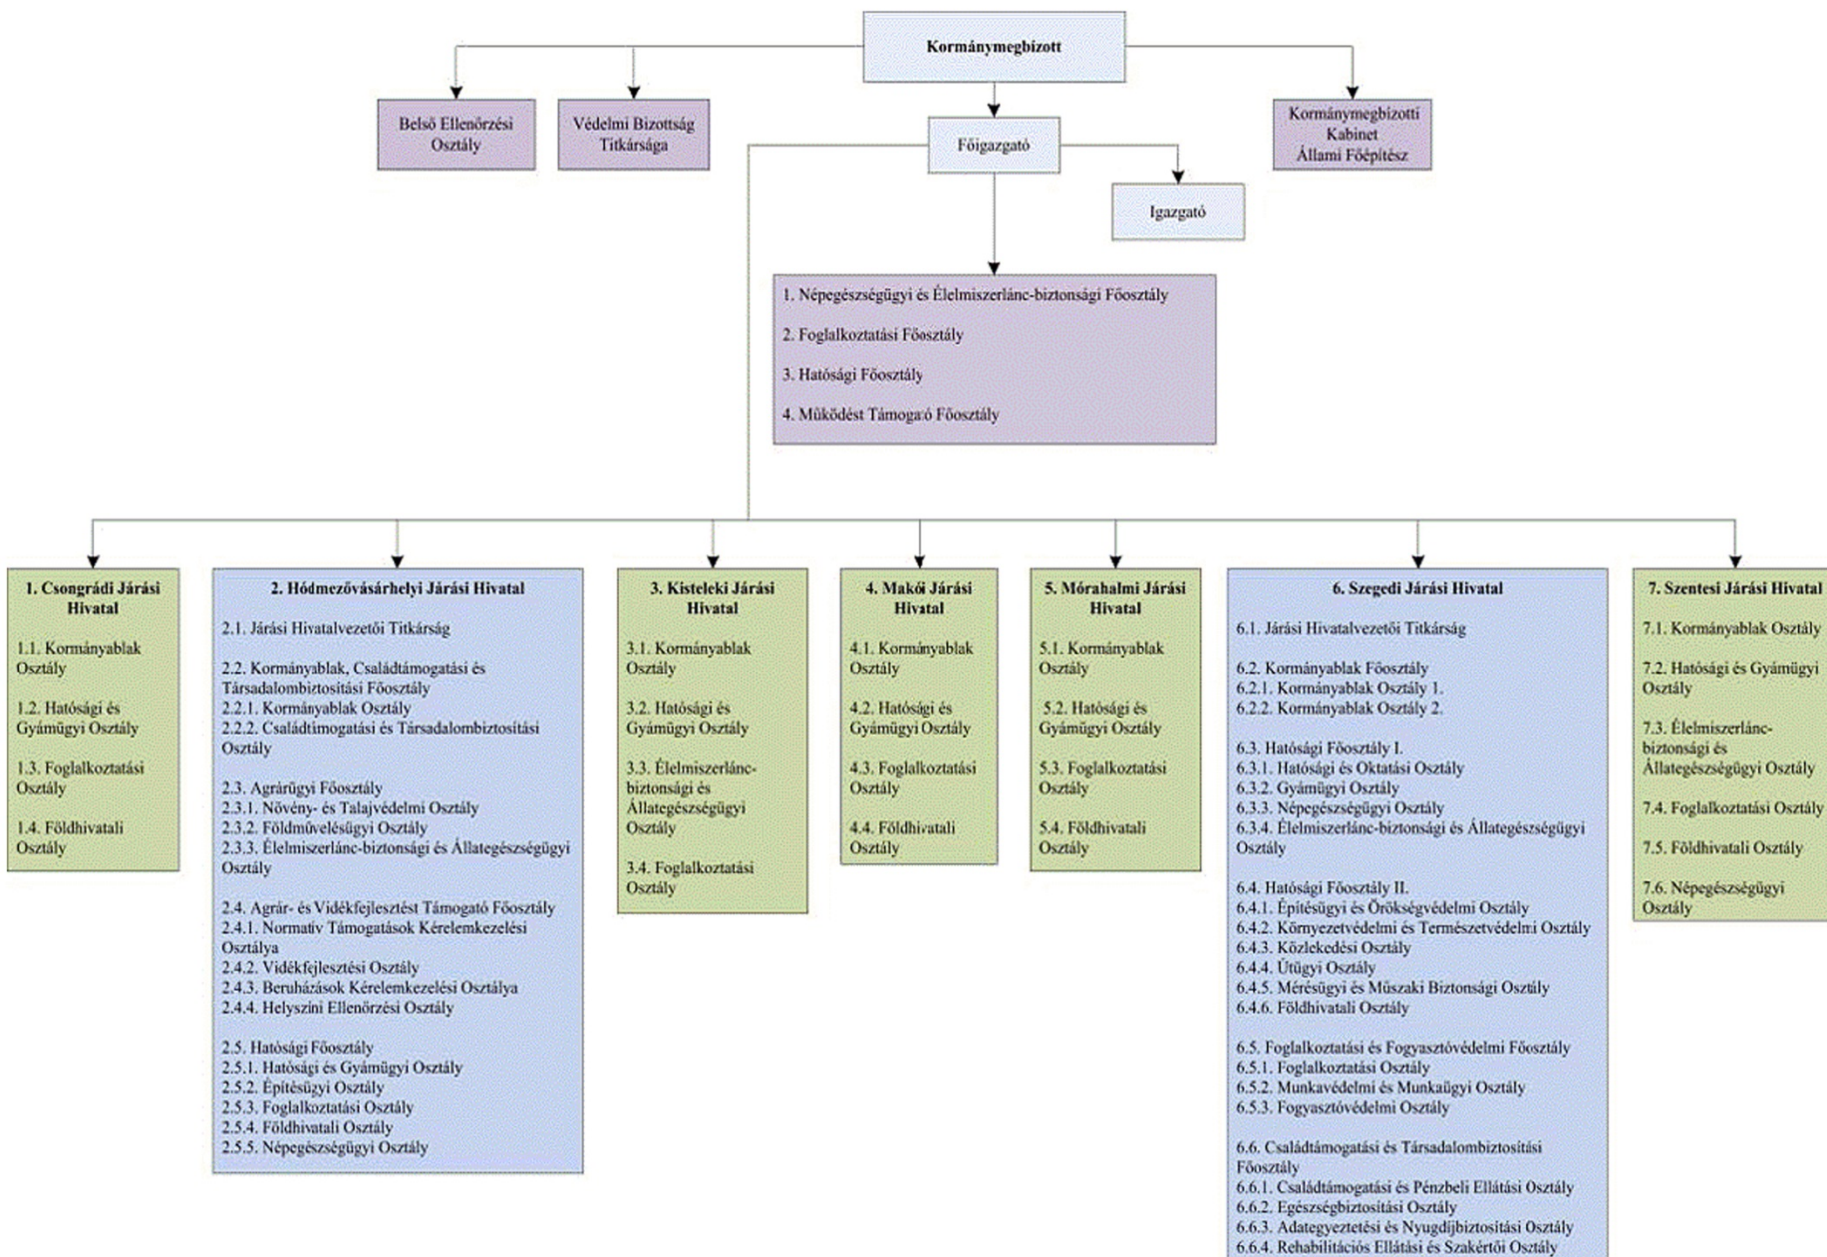 Kormánymegbízott
Belső Ellenőrzési
Osztály
Védelmi Bizottság
Titkársága
Főigazgató
Kormánymegbízotti
Kabinet
Állami Főépítész
Igazgató
1. Népegészségügyi és Élelmiszerlánc-biztonsági Főosztály
2. Foglalkoztatási Főosztály
3. Hatósági Főosztály
4. Működést Támogató Főosztály
1. Csongrádi Járási
Hivatal
1.1. Kormányablak
Osztály
1.2. Hatósági és
Gyámügyi Osztály
1.3. Foglalkoztatási
Osztály
1.4. Földhivatali
Osztály
2. Hódmezővásárhelyi Járási Hivatal
2.1. Járási Hivatalvezetői Titkárság
2.2. Kormányablak, Családtámogatási és
Társadalombiztosítási Főosztály
2.2.1. Kormányablak Osztály
2.2.2. Családtámogatási és Társadalombiztosítási
Osztály
2.3. Agrárügyi Főosztály
2.3.1. Növény- és Talajvédelmi Osztály
2.3.2. Földművelésügyi Osztály
2.3.3. Élelmiszerlánc-biztonsági és Állategészségügyi
Osztály
2.4. Agrár- és Vidékfejlesztést Támogató Főosztály
2.4.1. Normatív Támogatások Kérelemkezelési
Osztálya
2.4.2. Vidékfejlesztési Osztály
2.4.3. Beruházások Kérelemkezelési Osztálya
2.4.4. Helyszíni Ellenőrzési Osztály
2.5. Hatósági Főosztály
2.5.1. Hatósági és Gyámügyi Osztály
2.5.2. Építésügyi Osztály
2.5.3. Foglalkoztatási Osztály
2.5.4. Földhivatali Osztály
2.5.5. Népegészségügyi Osztály
3. Kisteleki Járási
Hivatal
3.1. Kormányablak
Osztály
3.2. Hatósági és
Gyámügyi Osztály
3.3. Élelmiszerlánc-
biztonsági és
Állategészségügyi
Osztály
3.4. Foglalkoztatási
Osztály
4. Makói Járási
Hivatal
4.1. Kormányablak
Osztály
4.2. Hatósági és
Gyámügyi Osztály
4.3. Foglalkoztatási
Osztály
4.4. Földhivatali
Osztály
5. Mórahalmi Járási
Hivatal
5.1. Kormányablak
Osztály
5.2. Hatósági és
Gyámügyi Osztály
5.3. Foglalkoztatási
Osztály
5.4. Földhivatali
Osztály
6. Szegedi Járási Hivatal
6.1. Járási Hivatalvezetői Titkárság
6.2. Kormányablak Főosztály
6.2.1. Kormányablak Osztály 1.
6.2.2. Kormányablak Osztály 2.
6.3. Hatósági Főosztály I.
6.3.1. Hatósági és Oktatási Osztály
6.3.2. Gyámügyi Osztály
6.3.3. Népegészségügyi Osztály
6.3.4. Élelmiszerlánc-biztonsági és Állategészségügyi
Osztály
6.4. Hatósági Főosztály II.
6.4.1. Építésügyi és Örökségvédelmi Osztály
6.4.2. Környezetvédelmi és Természetvédelmi Osztály
6.4.3. Közlekedési Osztály
6.4.4. Útügyi Osztály
6.4.5. Mérésügyi és Műszaki Biztonsági Osztály
6.4.6. Földhivatali Osztály
6.5. Foglalkoztatási és Fogyasztóvédelmi Főosztály
6.5.1. Foglalkoztatási Osztály
6.5.2. Munkavédelmi és Munkaügyi Osztály
6.5.3. Fogyasztóvédelmi Osztály
6.6. Családtámogatási és Társadalombiztosítási
Főosztály
6.6.1. Családtámogatási és Pénzbeli Ellátási Osztály
6.6.2. Egészségbiztosítási Osztály
6.6.3. Adategyeztetési és Nyugdíjbiztosítási Osztály
6.6.4. Rehabilitációs Ellátási és Szakértői Osztály
7. Szentesi Járási Hivatal
7.1. Kormányablak Osztály
7.2. Hatósági és Gyámügyi
Osztály
7.3. Élelmiszerlánc-
biztonsági és
Állategészségügyi Osztály
7.4. Foglalkoztatási Osztály
7.5. Földhivatali Osztály
7.6. Népegészségügyi
Osztály